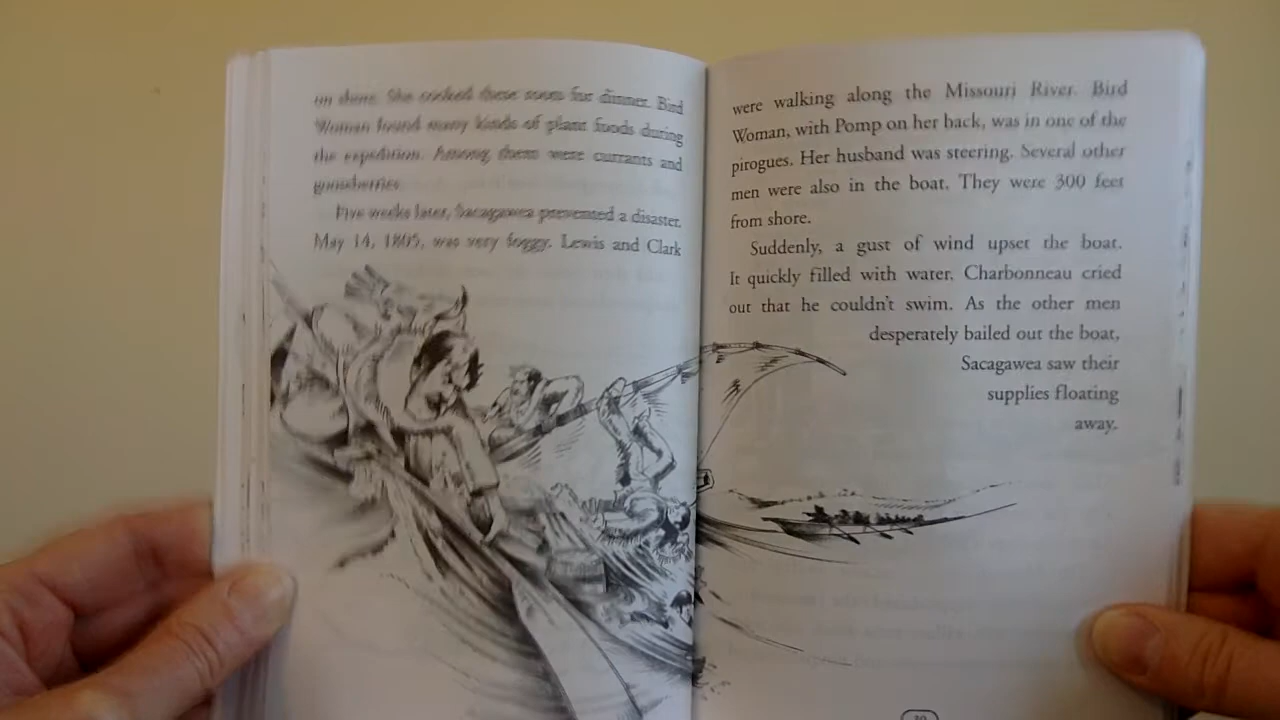 on shore. She cooked these roots for dinner. Bird
Woman found many kinds of plant foods during
the expedition. Among them were currants and
gooseberries.
Five weeks later, Sacagawea prevented a disaster.
May 14, 1805, was very foggy. Lewis and Clark
were walking along the Missouri River. Bird
Woman, with Pomp on her back, was in one of the
pirogues. Her husband was steering. Several other
men were also in the boat. They were 300 feet
from shore.
Suddenly, a gust of wind upset the boat.
It quickly filled with water. Charbonneau cried
out that he couldn't swim. As the other men
desperately bailed out the boat,
Sacagawea saw their
supplies floating
away.